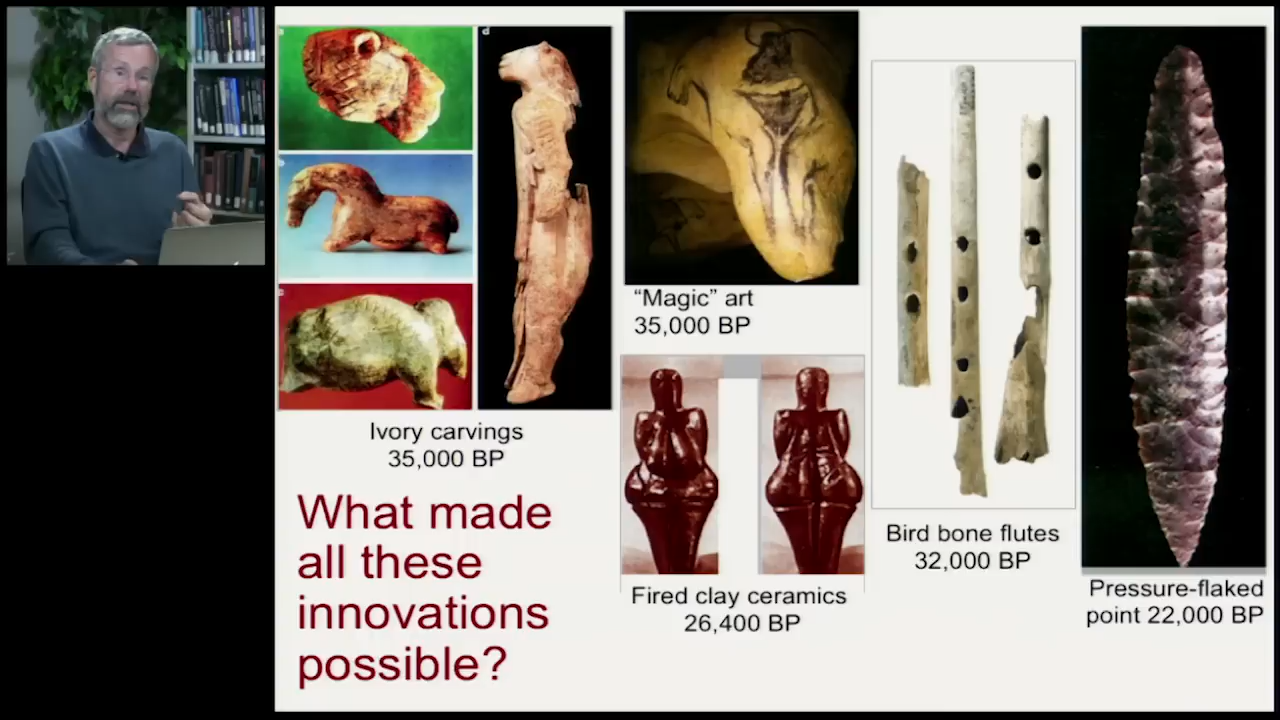 d
Ivory carvings
35,000 BP
What made
all these
innovations
possible?
“Magic” art
35,000 BP
Fired clay ceramics
26,400 BP
Bird bone flutes
32,000 BP
Pressure-flaked
point 22,000 BP